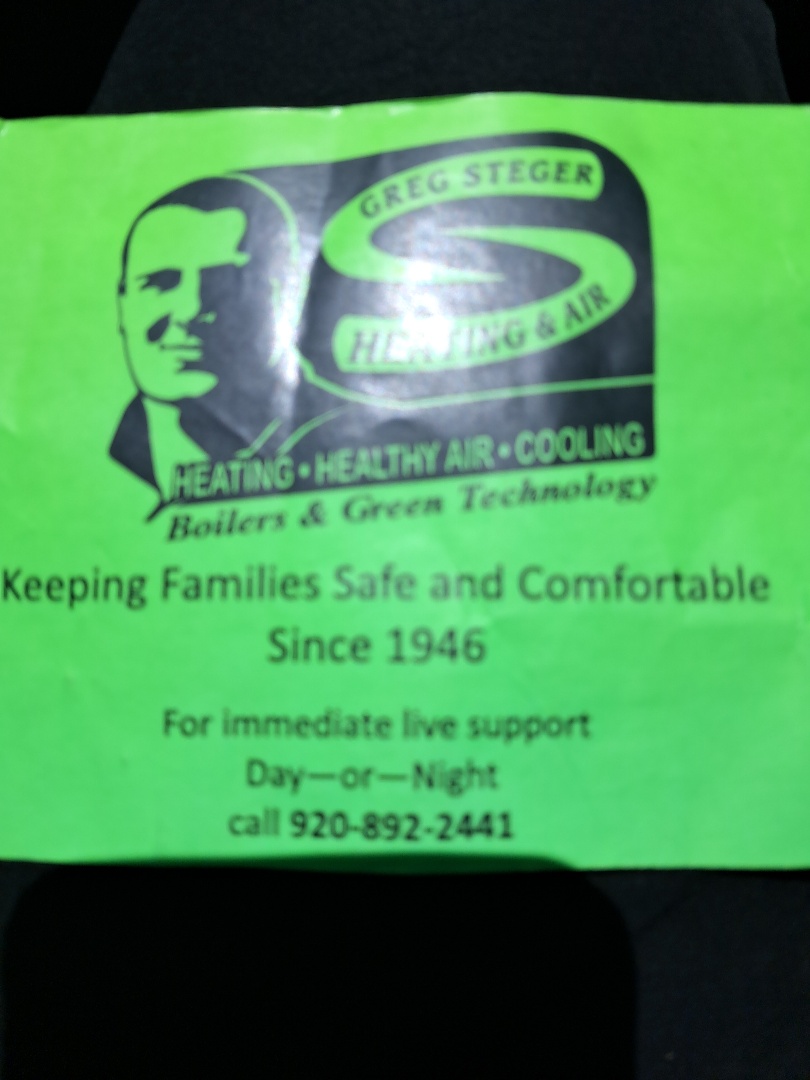 GREG STEGER
HEATING & AIR
HEATING • HEALTHY AIR • COOLING
Boilers & Green Technology
Keeping Families Safe and Comfortable
Since 1946
For immediate live support
Day—or—Night
call 920-892-2441